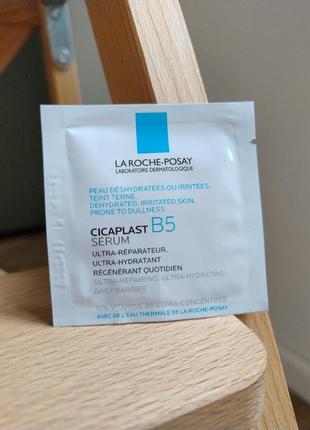 LA ROCHE-POSAY
LABORATOIRE DERMATOLOGIQUE
PEAU DÉSHYDRATÉES OU IRRITÉES,
TEINT TERNE.
DEHYDRATED, IRRITATED SKIN,
PRONE TO DULLNESS.
CICAPLAST B5
SÉRUM
ULTRA-RÉPARATEUR,
ULTRA-HYDRATANT
RÉGÉNÉRANT QUOTIDIEN
ULTRA-REPAIRING, ULTRA-HYDRATING
DAILY BARRIER
10% VITAMINE B5 ULTRA-CONCENTRÉE
AVEC DE L'EAU THERMALE DE LA ROCHE-POSAY